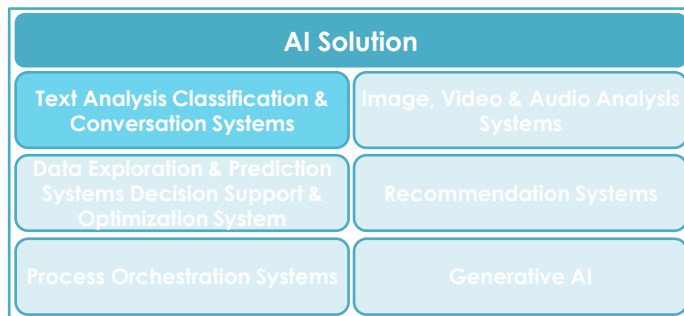 AI Solution
Text Analysis Classification &
Conversation Systems
Image, Video & Audio Analysis
Systems
Data Exploration & Prediction
Systems Decision Support &
Optimization System
Recommendation Systems
Process Orchestration Systems
Generative AI